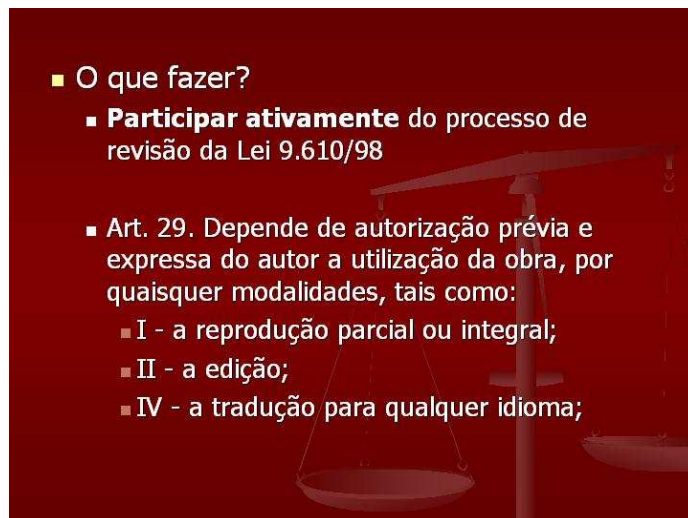 O que fazer?
Participar ativamente do processo de
revisão da Lei 9.610/98
Art. 29. Depende de autorização prévia e
expressa do autor a utilização da obra, por
quaisquer modalidades, tais como:
I - a reprodução parcial ou integral;
II - a edição;
IV - a tradução para qualquer idioma;